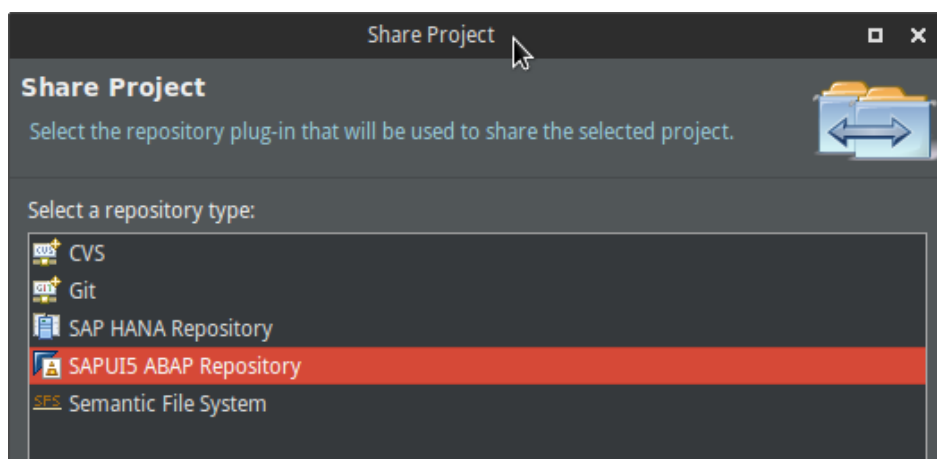 Share Project
Share Project
Select the repository plug-in that will be used to share the selected project.
Select a repository type:
CVS
Git
SAP HANA Repository
SAPUI5 ABAP Repository
SFS Semantic File System